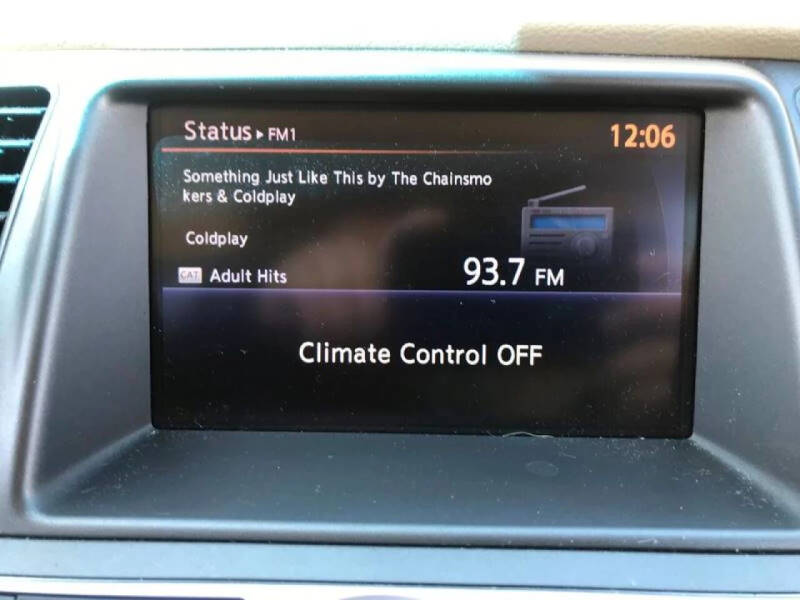 Status ▸ FM1 12:06
Something Just Like This by The Chainsmo
kers & Coldplay
Coldplay
CAT Adult Hits 93.7 FM
Climate Control OFF